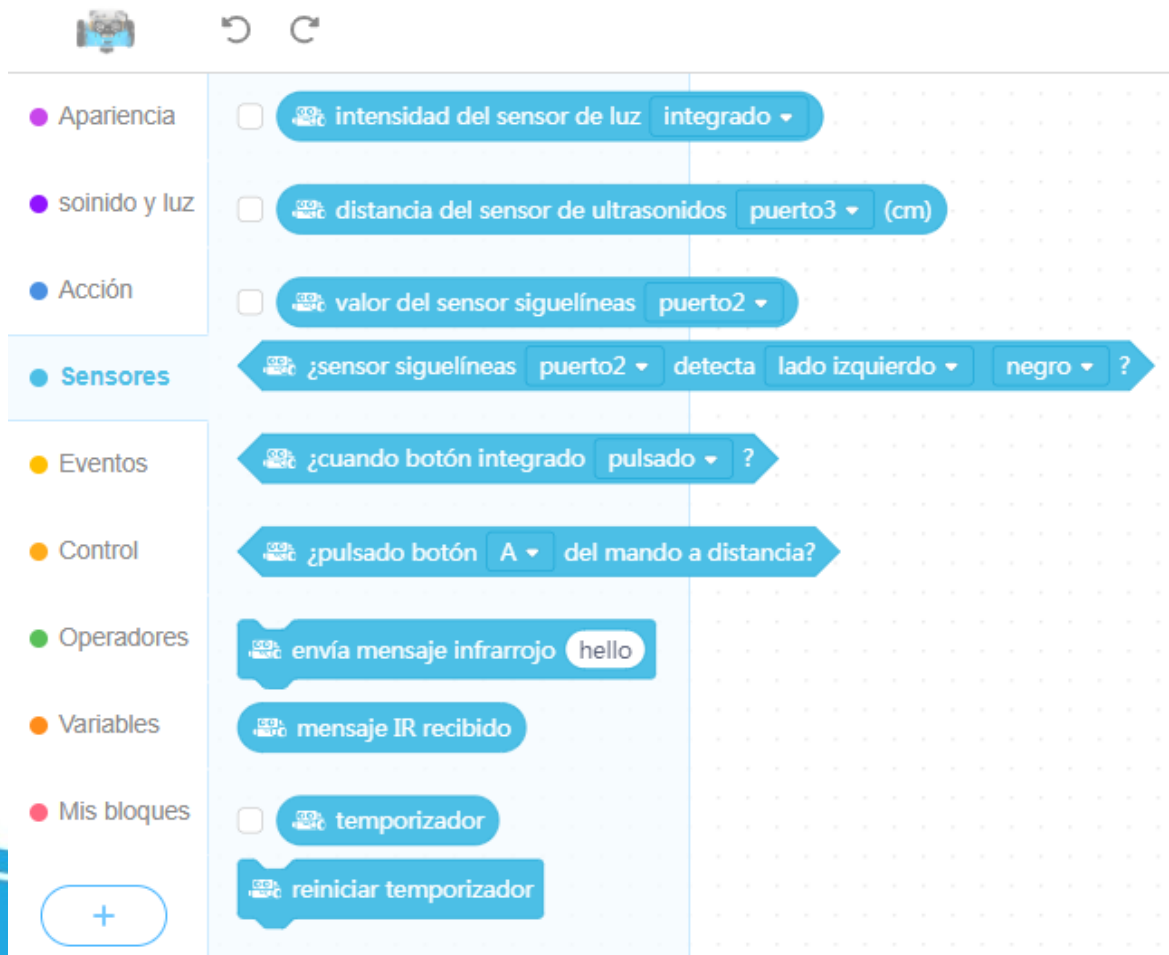 Apariencia
soinido y luz
Acción
Sensores
Eventos
Control
Operadores
Variables
Mis bloques
+
intensidad del sensor de luz integrado
distancia del sensor de ultrasonidos puerto3 (cm)
valor del sensor siguelíneas puerto2
¿sensor siguelíneas puerto2 detecta lado izquierdo negro ?
¿cuando botón integrado pulsado ?
¿pulsado botón A del mando a distancia?
envía mensaje infrarrojo hello
mensaje IR recibido
temporizador
reiniciar temporizador